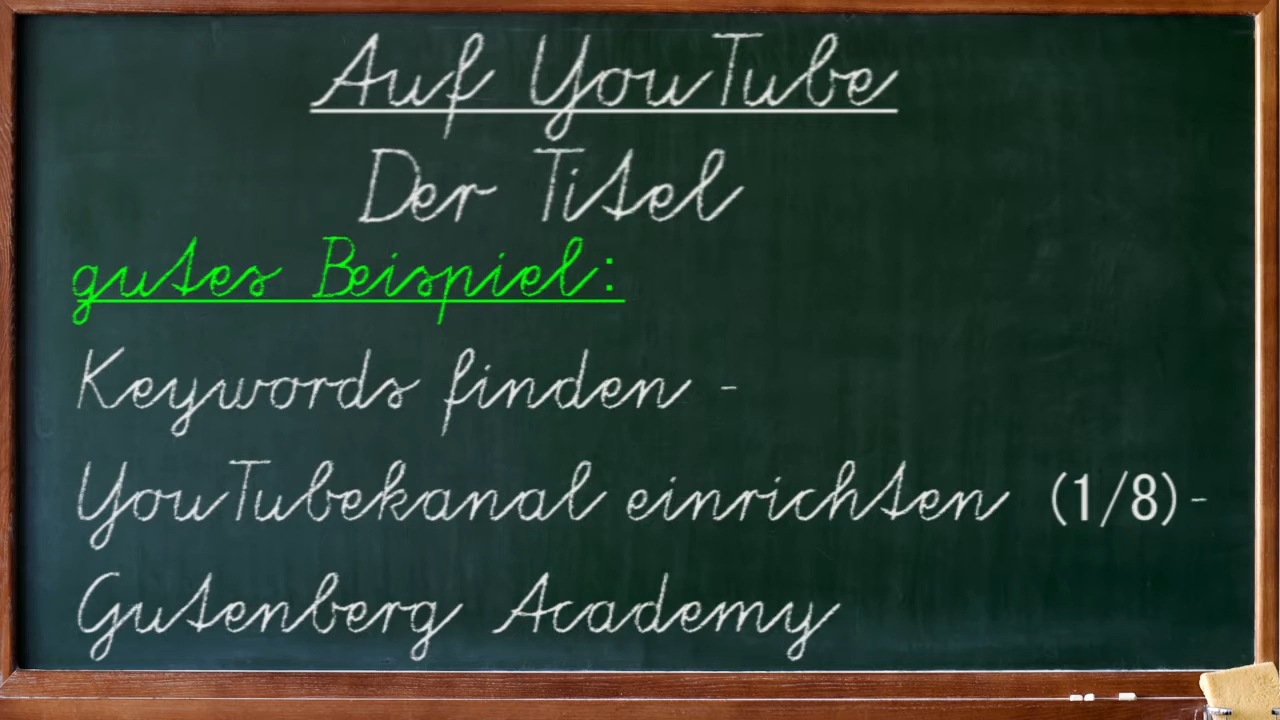 Auf YouTube
Der Titel
gutes Beispiel:
Keywords finden -
YouTubekanal einrichten (1/8)-
Gutenberg Academy